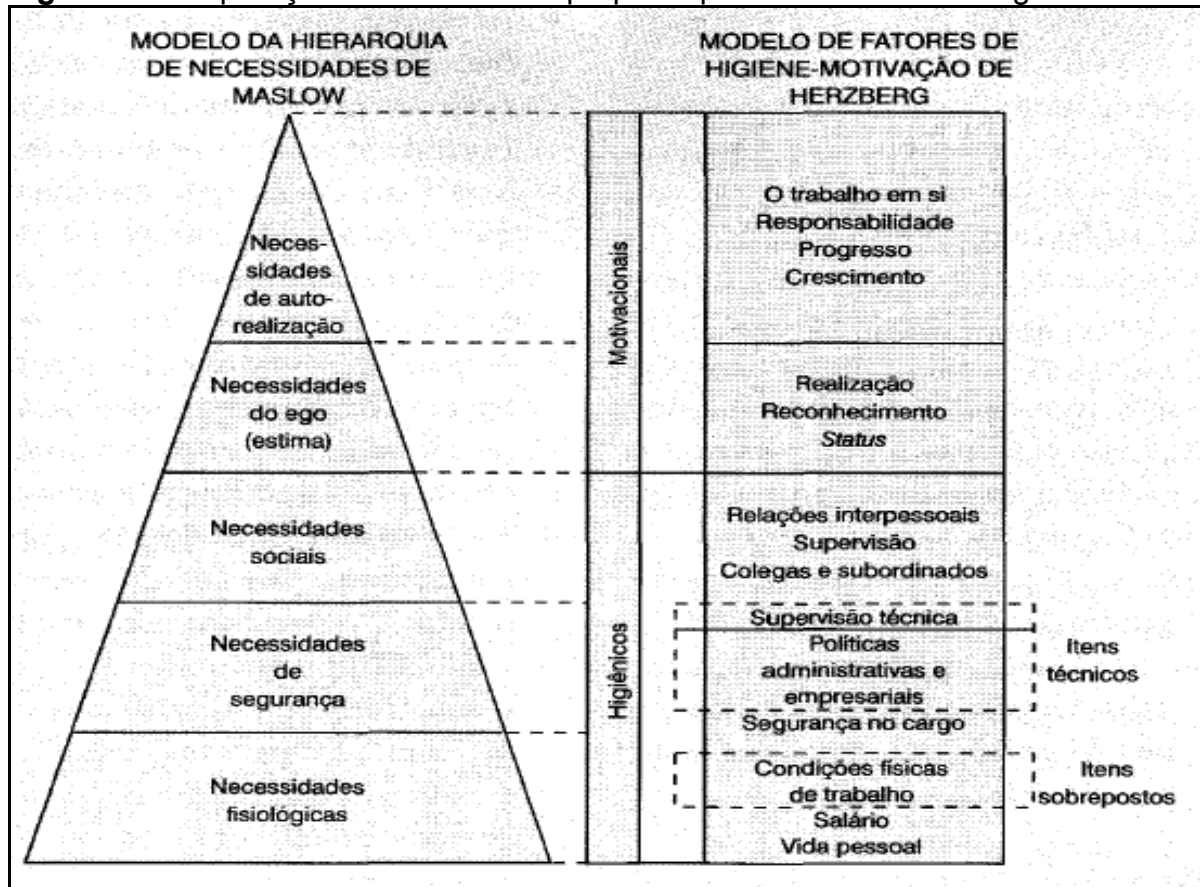 MODELO DA HIERARQUIA
DE NECESSIDADES DE
MASLOW
Neces-
sidades
de auto-
realização
Necessidades
do ego
(estima)
Necessidades
sociais
Necessidades
de
segurança
Necessidades
fisiológicas
MODELO DE FATORES DE
HIGIENE-MOTIVAÇÃO DE
HERZBERG
Motivacionais
O trabalho em si
Responsabilidade
Progresso
Crescimento
Realização
Reconhecimento
Status
Higiênicos
Relações interpessoais
Supervisão
Colegas e subordinados
Supervisão técnica
Políticas
administrativas e
empresariais
Segurança no cargo
Condições físicas
de trabalho
Salário
Vida pessoal
Itens
técnicos
Itens
sobrepostos